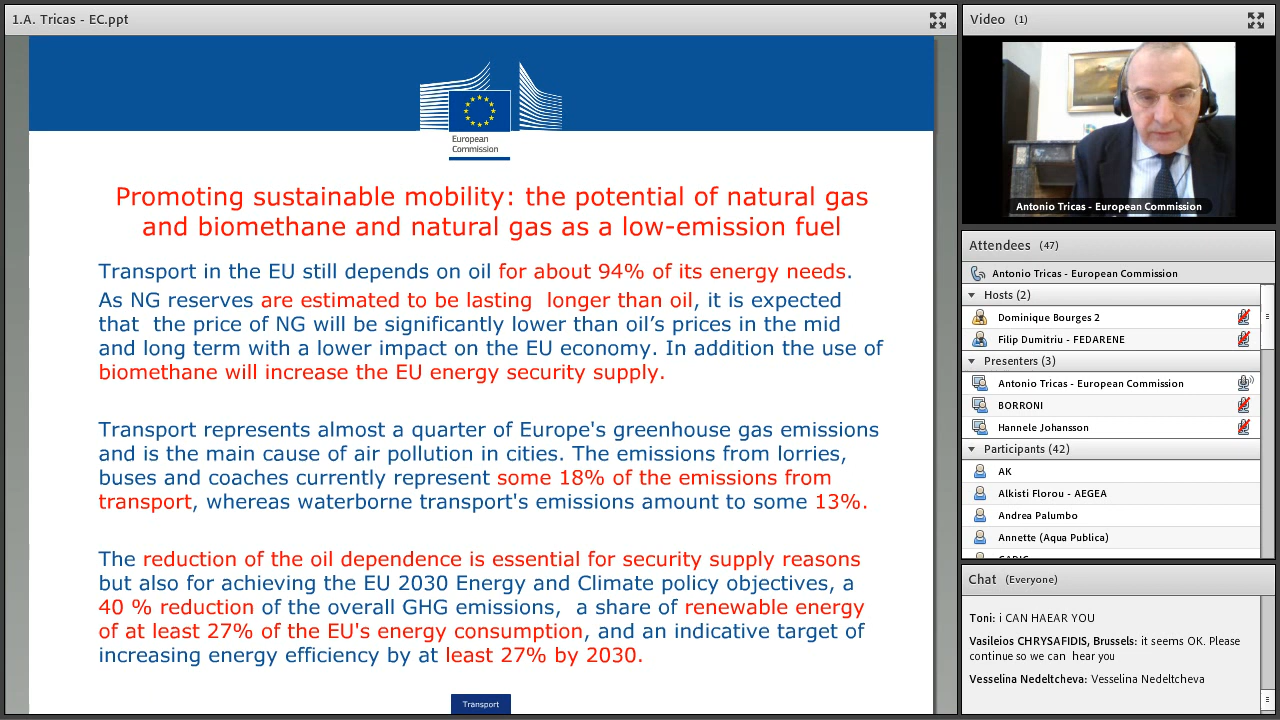 1.A. Tricas - EC.ppt
European
Commission
Promoting sustainable mobility: the potential of natural gas
and biomethane and natural gas as a low-emission fuel
Transport in the EU still depends on oil for about 94% of its energy needs.
As NG reserves are estimated to be lasting longer than oil, it is expected
that the price of NG will be significantly lower than oil's prices in the mid
and long term with a lower impact on the EU economy. In addition the use of
biomethane will increase the EU energy security supply.
Transport represents almost a quarter of Europe's greenhouse gas emissions
and is the main cause of air pollution in cities. The emissions from lorries,
buses and coaches currently represent some 18% of the emissions from
transport, whereas waterborne transport's emissions amount to some 13%.
The reduction of the oil dependence is essential for security supply reasons
but also for achieving the EU 2030 Energy and Climate policy objectives, a
40 % reduction of the overall GHG emissions, a share of renewable energy
of at least 27% of the EU's energy consumption, and an indicative target of
increasing energy efficiency by at least 27% by 2030.
Transport
Video (1)
Antonio Tricas - European Commission
Attendees (47)
Antonio Tricas - European Commission
Hosts (2)
Dominique Bourges 2
Filip Dumitriu - FEDARENE
Presenters (3)
Antonio Tricas - European Commission
BORRONI
Hannele Johansson
Participants (42)
AK
Alkisti Florou - AEGEA
Andrea Palumbo
Annette (Aqua Publica)
Chat (Everyone)
Toni: i CAN HAEAR YOU
Vasileios CHRYSAFIDIS, Brussels: it seems OK. Please
continue so we can hear you
Vesselina Nedeltcheva: Vesselina Nedeltcheva